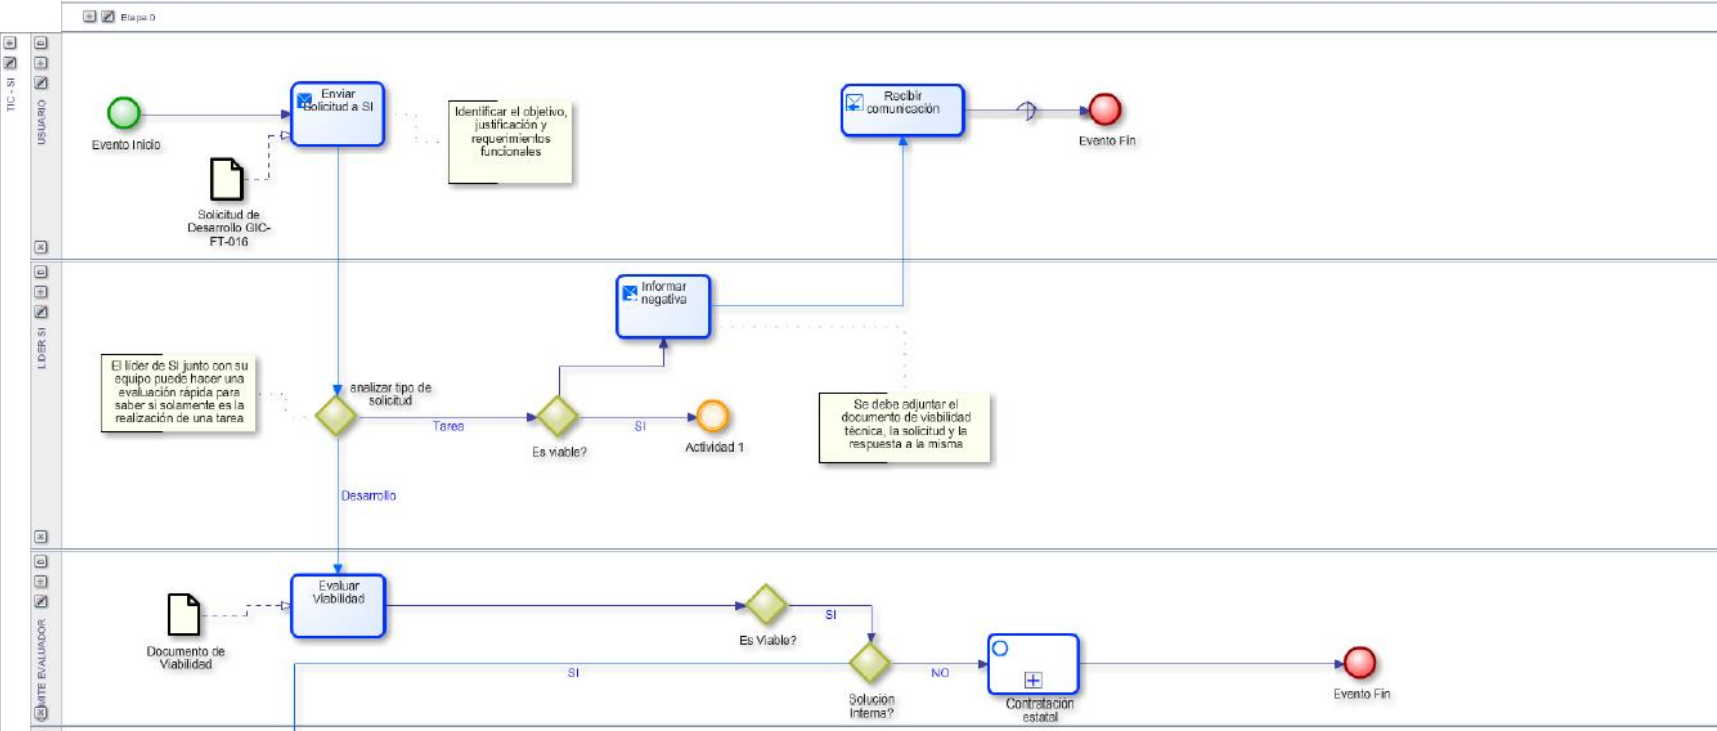 Etapa 0
TIC - SI
USUARIO
Evento Inicio
Enviar
Solicitud a SI
Identificar el objetivo,
justificación y
requerimientos
funcionales
Solicitud de
Desarrollo GIC-
FT-016
Recibir
comunicación
Evento Fin
LIDER SI
El líder de SI junto con su
equipo puede hacer una
evaluación rápida para
saber si solamente es la
realización de una tarea
analizar tipo de
solicitud
Tarea
Es viable?
SI
Actividad 1
Informar
negativa
Se debe adjuntar el
documento de viabilidad
técnica, la solicitud y la
respuesta a la misma
Desarrollo
MITE EVALUADOR
Documento de
Viabilidad
Evaluar
Viabilidad
Es Viable?
SI
SI
Solución
Interna?
NO
Contratación
estatal
Evento Fin